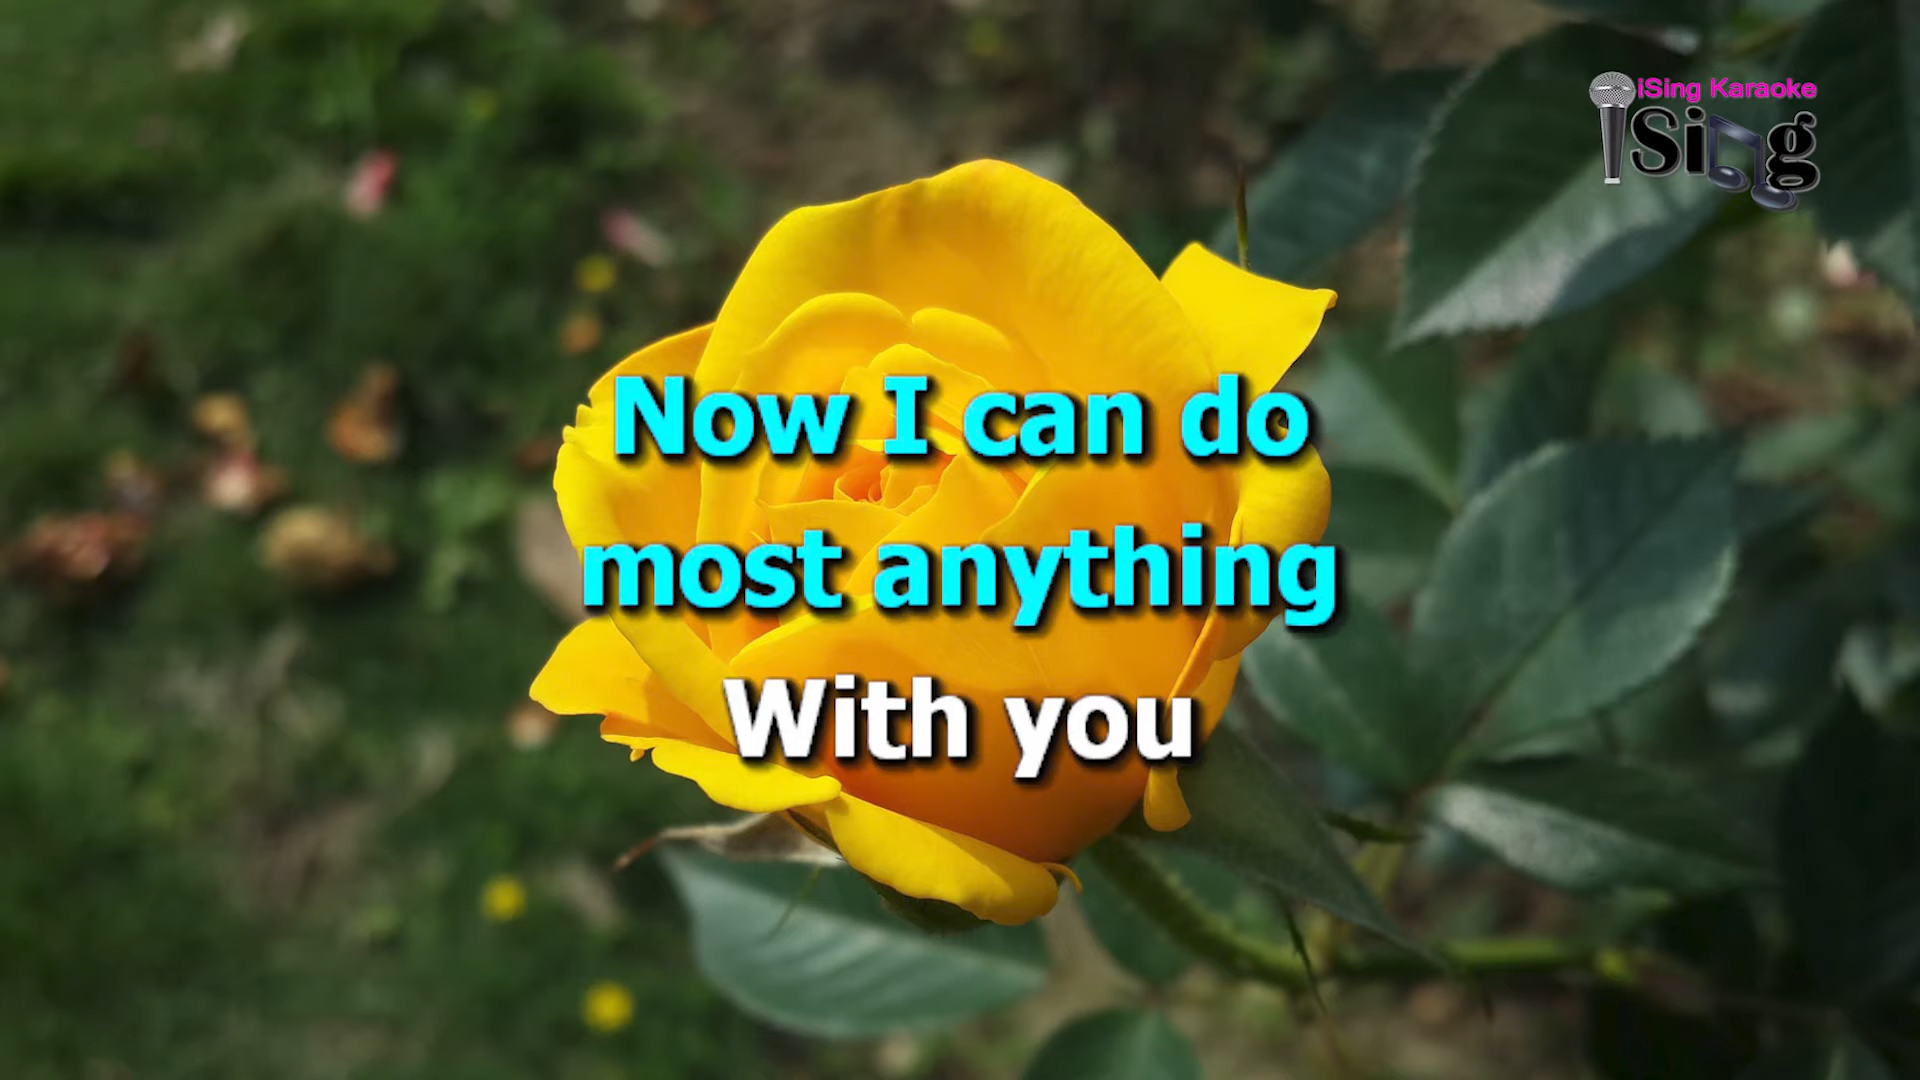 iSing Karaoke
iSing
Now I can do
most anything
With you